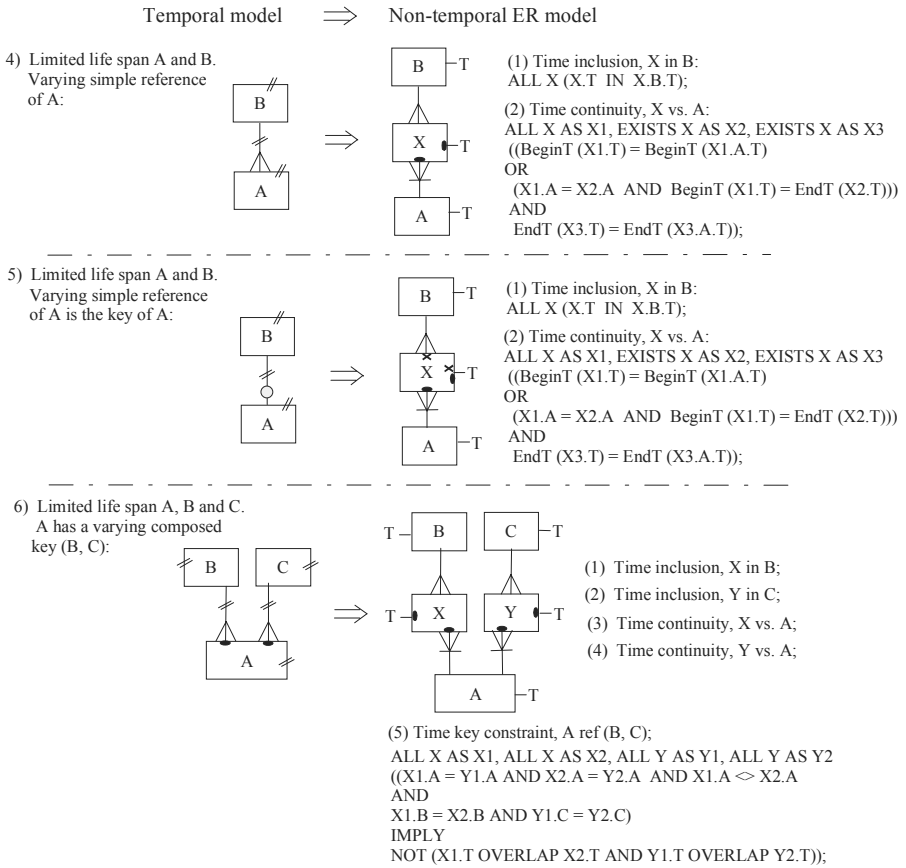 Temporal model ⇒ Non-temporal ER model
4) Limited life span A and B.
Varying simple reference
of A:
B
A
⇒
B T
X T
A T
(1) Time inclusion, X in B:
ALL X (X.T IN X.B.T);
(2) Time continuity, X vs. A:
ALL X AS X1, EXISTS X AS X2, EXISTS X AS X3
((BeginT (X1.T) = BeginT (X1.A.T)
OR
(X1.A = X2.A AND BeginT (X1.T) = EndT (X2.T)))
AND
EndT (X3.T) = EndT (X3.A.T));
5) Limited life span A and B.
Varying simple reference
of A is the key of A:
B
A
⇒
B T
X T
A T
(1) Time inclusion, X in B:
ALL X (X.T IN X.B.T);
(2) Time continuity, X vs. A:
ALL X AS X1, EXISTS X AS X2, EXISTS X AS X3
((BeginT (X1.T) = BeginT (X1.A.T)
OR
(X1.A = X2.A AND BeginT (X1.T) = EndT (X2.T)))
AND
EndT (X3.T) = EndT (X3.A.T));
6) Limited life span A, B and C.
A has a varying composed
key (B, C):
B C
A
⇒
T B C T
T X Y T
A T
(1) Time inclusion, X in B;
(2) Time inclusion, Y in C;
(3) Time continuity, X vs. A;
(4) Time continuity, Y vs. A;
(5) Time key constraint, A ref (B, C);
ALL X AS X1, ALL X AS X2, ALL Y AS Y1, ALL Y AS Y2
((X1.A = Y1.A AND X2.A = Y2.A AND X1.A <> X2.A
AND
X1.B = X2.B AND Y1.C = Y2.C)
IMPLY
NOT (X1.T OVERLAP X2.T AND Y1.T OVERLAP Y2.T));